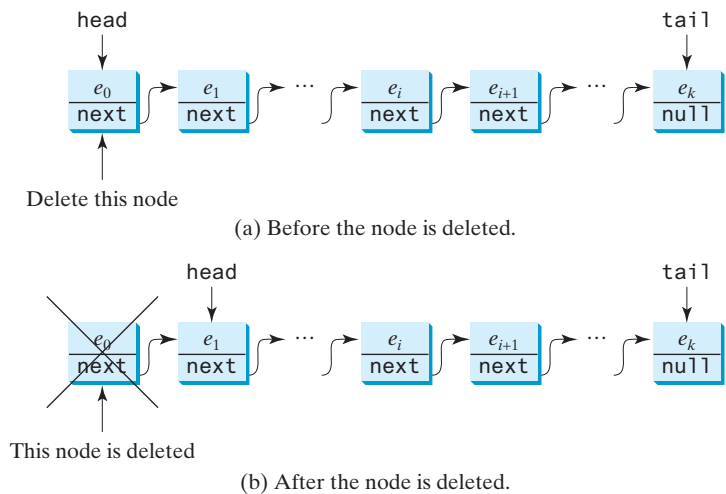 head tail
e₀ e₁ ... eᵢ eᵢ₊₁ ... eₖ
next next next next null
Delete this node
(a) Before the node is deleted.
head tail
e₀ e₁ ... eᵢ eᵢ₊₁ ... eₖ
next next next next null
This node is deleted
(b) After the node is deleted.